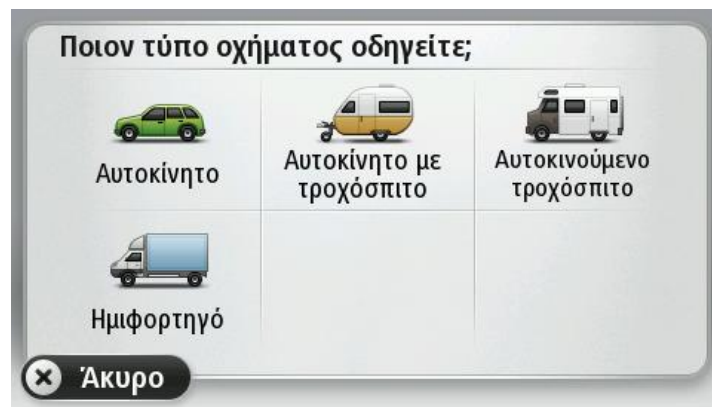 Ποιον τύπο οχήματος οδηγείτε;
Αυτοκίνητο
Αυτοκίνητο με
τροχόσπιτο
Αυτοκινούμενο
τροχόσπιτο
Ημιφορτηγό
Άκυρο